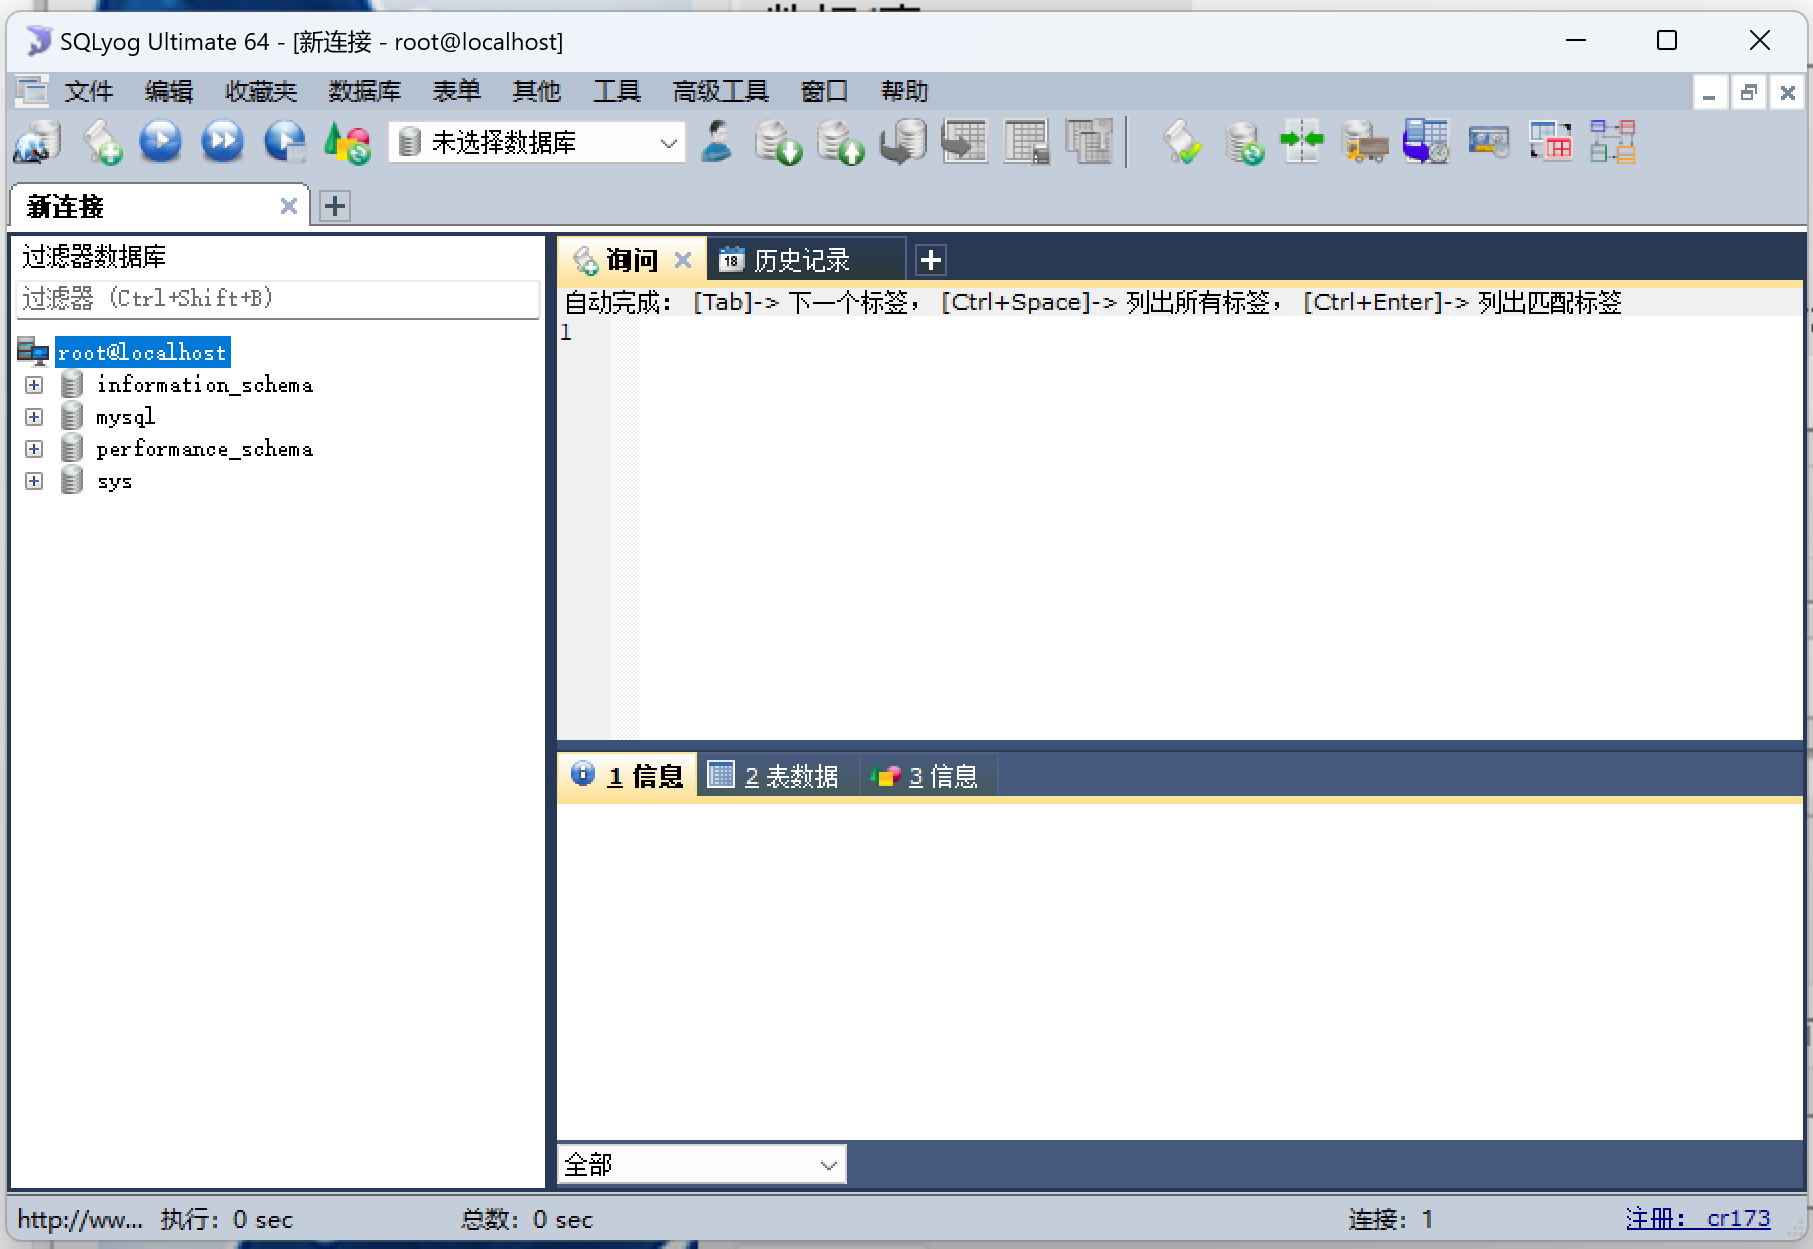 SQLyog Ultimate 64 - [新连接 - root@localhost]
文件 编辑 收藏夹 数据库 表单 其他 工具 高级工具 窗口 帮助
未选择数据库
新连接
过滤器数据库
过滤器 (Ctrl+Shift+B)
root@localhost
information_schema
mysql
performance_schema
sys
询问 18 历史记录
自动完成： [Tab]-> 下一个标签， [Ctrl+Space]-> 列出所有标签， [Ctrl+Enter]-> 列出匹配标签
1
1 信息 2 表数据 3 信息
全部
http://ww... 执行：0 sec 总数：0 sec 连接：1 注册： cr173